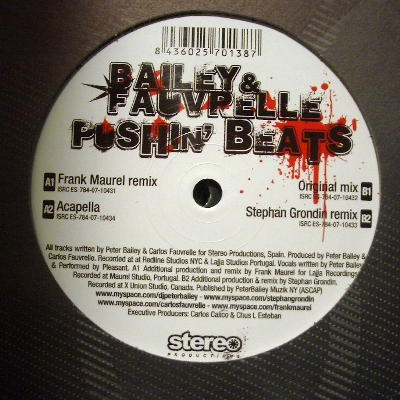 8 436025 701387
BAILEY &
FAUVRELLE
PUSHIN' BEATS
A1 Frank Maurel remix
ISRC ES-784-07-10431
A2 Acapella
ISRC ES-784-07-10434
Original mix B1
ISRC ES-784-07-10432
Stephan Grondin remix B2
ISRC ES-784-07-10433
All tracks written by Peter Bailey & Carlos Fauvrelle for Stereo Productions, Spain. Produced by Peter Bailey &
Carlos Fauvrelle. Recorded at at Redline Studios NYC & Lajja Studios Portugal. Vocals written by Peter Bailey
& Performed by Pleasant. A1 Additional production and remix by Frank Maurel for Lajja Recordings.
Recorded at Maurel Studio, Portugal. B2 Additional production & remix by Stephan Grondin.
Recorded at X Union Studio, Canada. Published by PeterBailey Muzik NY (ASCAP)
www.myspace.com/djpeterbailey - www.myspace.com/stephangrondin
www.myspace.com/carlosfauvrelle - www.myspace.com/frankmaurel
Executive Producers: Carlos Calico & Chus L Esteban
stereo
productions